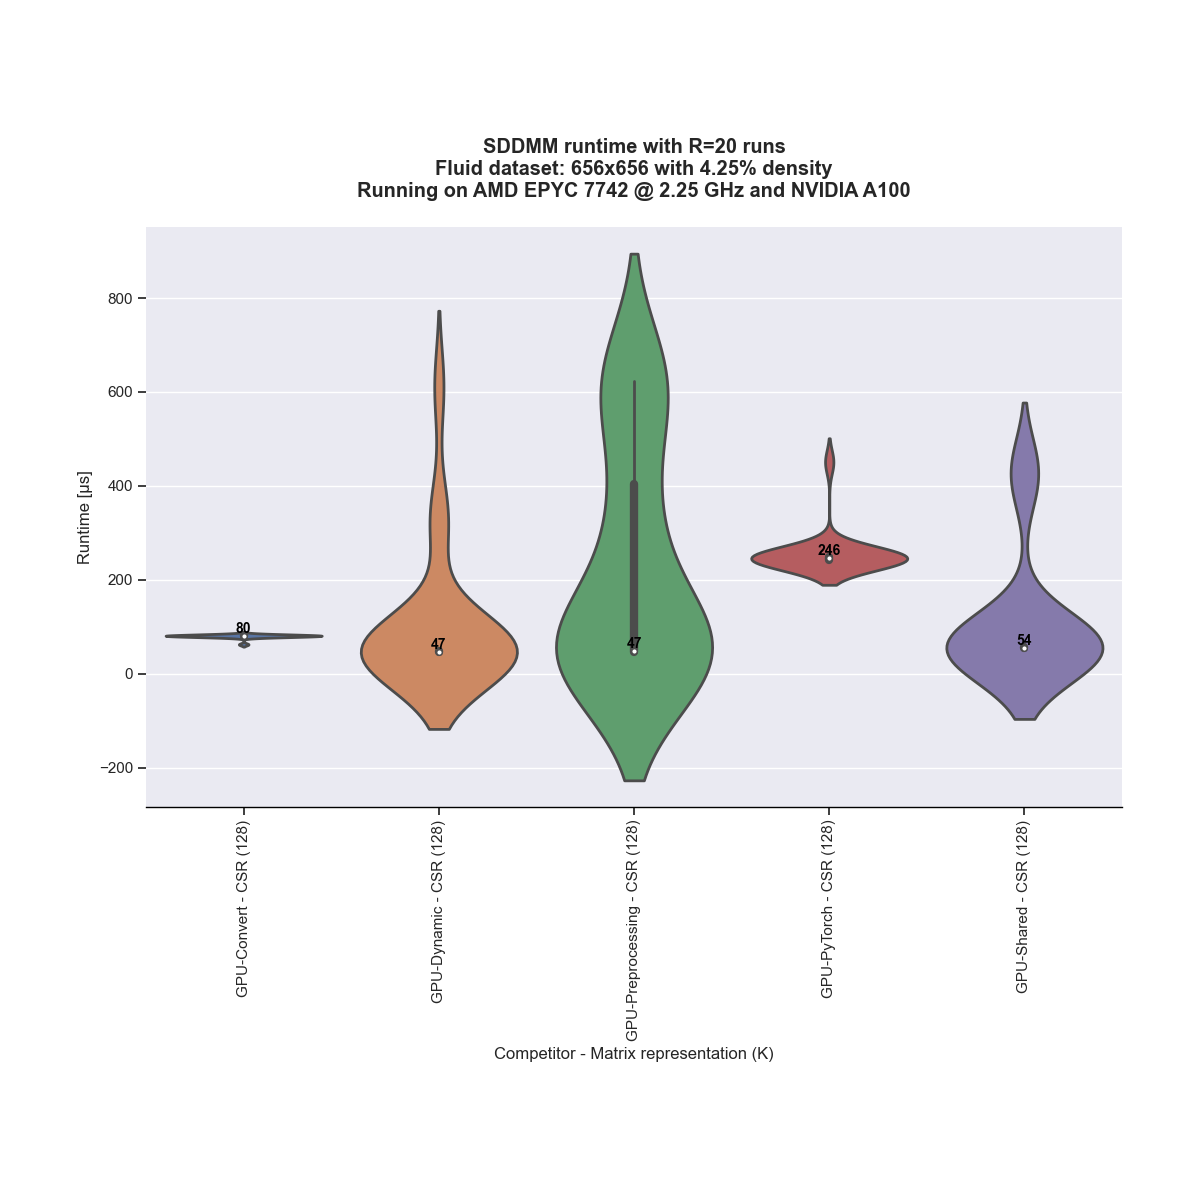 SDDMM runtime with R=20 runs
Fluid dataset: 656x656 with 4.25% density
Running on AMD EPYC 7742 @ 2.25 GHz and NVIDIA A100
Runtime [μs]
800
600
400
200
0
−200
80
47
47
246
54
GPU-Convert - CSR (128)
GPU-Dynamic - CSR (128)
GPU-Preprocessing - CSR (128)
GPU-PyTorch - CSR (128)
GPU-Shared - CSR (128)
Competitor - Matrix representation (K)